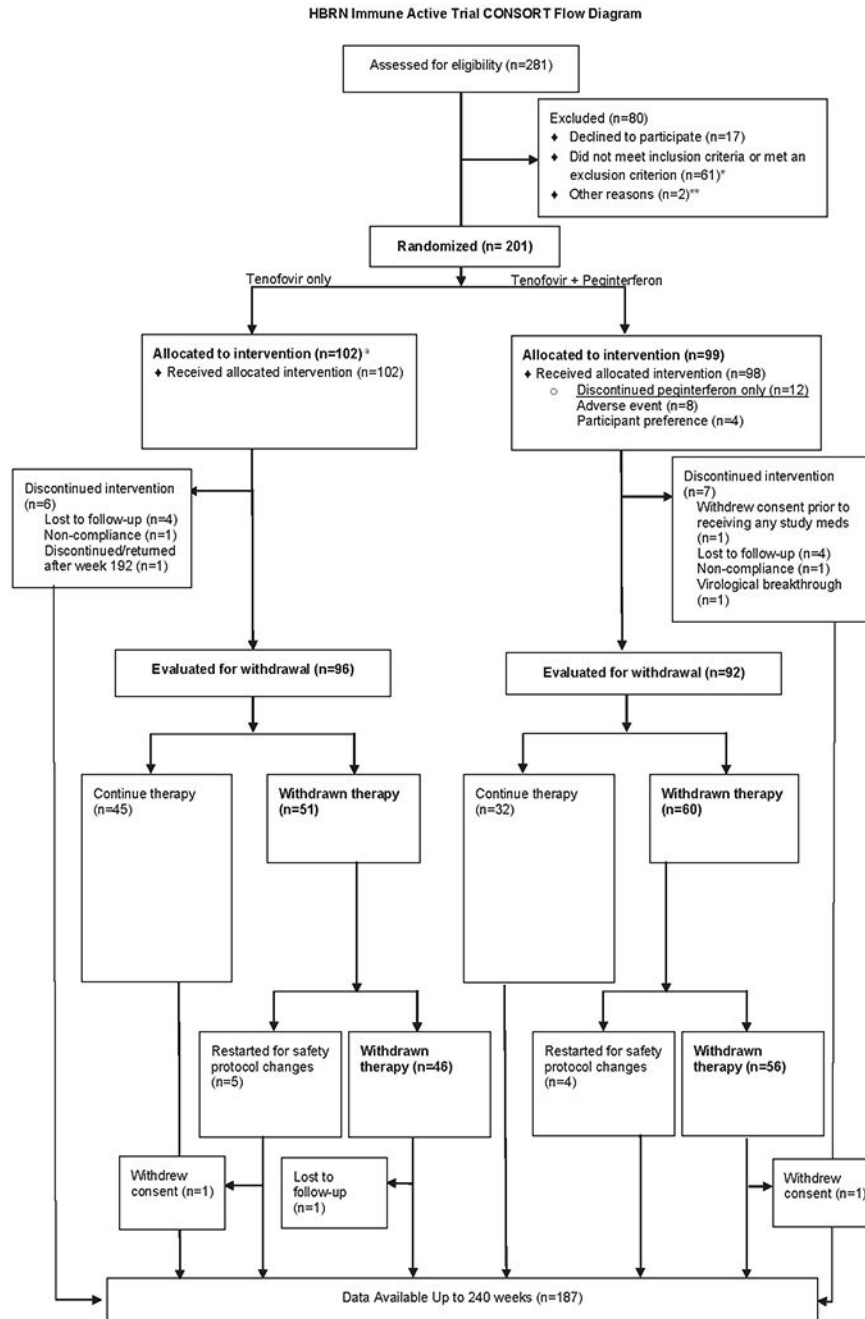 HBRN Immune Active Trial CONSORT Flow Diagram
Assessed for eligibility (n=281)
Excluded (n=80)
♦ Declined to participate (n=17)
♦ Did not meet inclusion criteria or met an
exclusion criterion (n=61)*
♦ Other reasons (n=2)**
Randomized (n= 201)
Tenofovir only
Tenofovir + Peginterferon
Allocated to intervention (n=102) ª
♦ Received allocated intervention (n=102)
Allocated to intervention (n=99)
♦ Received allocated intervention (n=98)
○ Discontinued peginterferon only (n=12)
Adverse event (n=8)
Participant preference (n=4)
Discontinued intervention
(n=6)
Lost to follow-up (n=4)
Non-compliance (n=1)
Discontinued/returned
after week 192 (n=1)
Discontinued intervention
(n=7)
Withdrew consent prior to
receiving any study meds
(n=1)
Lost to follow-up (n=4)
Non-compliance (n=1)
Virological breakthrough
(n=1)
Evaluated for withdrawal (n=96)
Evaluated for withdrawal (n=92)
Continue therapy
(n=45)
Withdrawn therapy
(n=51)
Continue therapy
(n=32)
Withdrawn therapy
(n=60)
Restarted for safety
protocol changes
(n=5)
Withdrawn
therapy (n=46)
Restarted for safety
protocol changes
(n=4)
Withdrawn
therapy (n=56)
Withdrew
consent (n=1)
Lost to
follow-up
(n=1)
Withdrew
consent (n=1)
Data Available Up to 240 weeks (n=187)